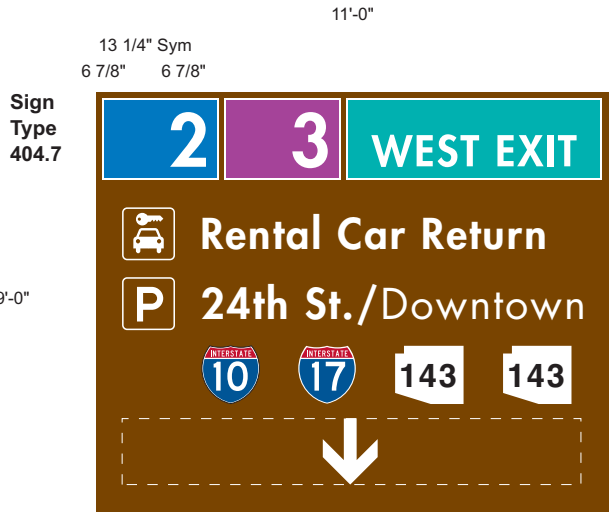 11'-0"
13 1/4" Sym
6 7/8" 6 7/8"
Sign
Type
404.7
2 3 WEST EXIT
Rental Car Return
9'-0"
P 24th St./Downtown
INTERSTATE 10 INTERSTATE 17 143 143